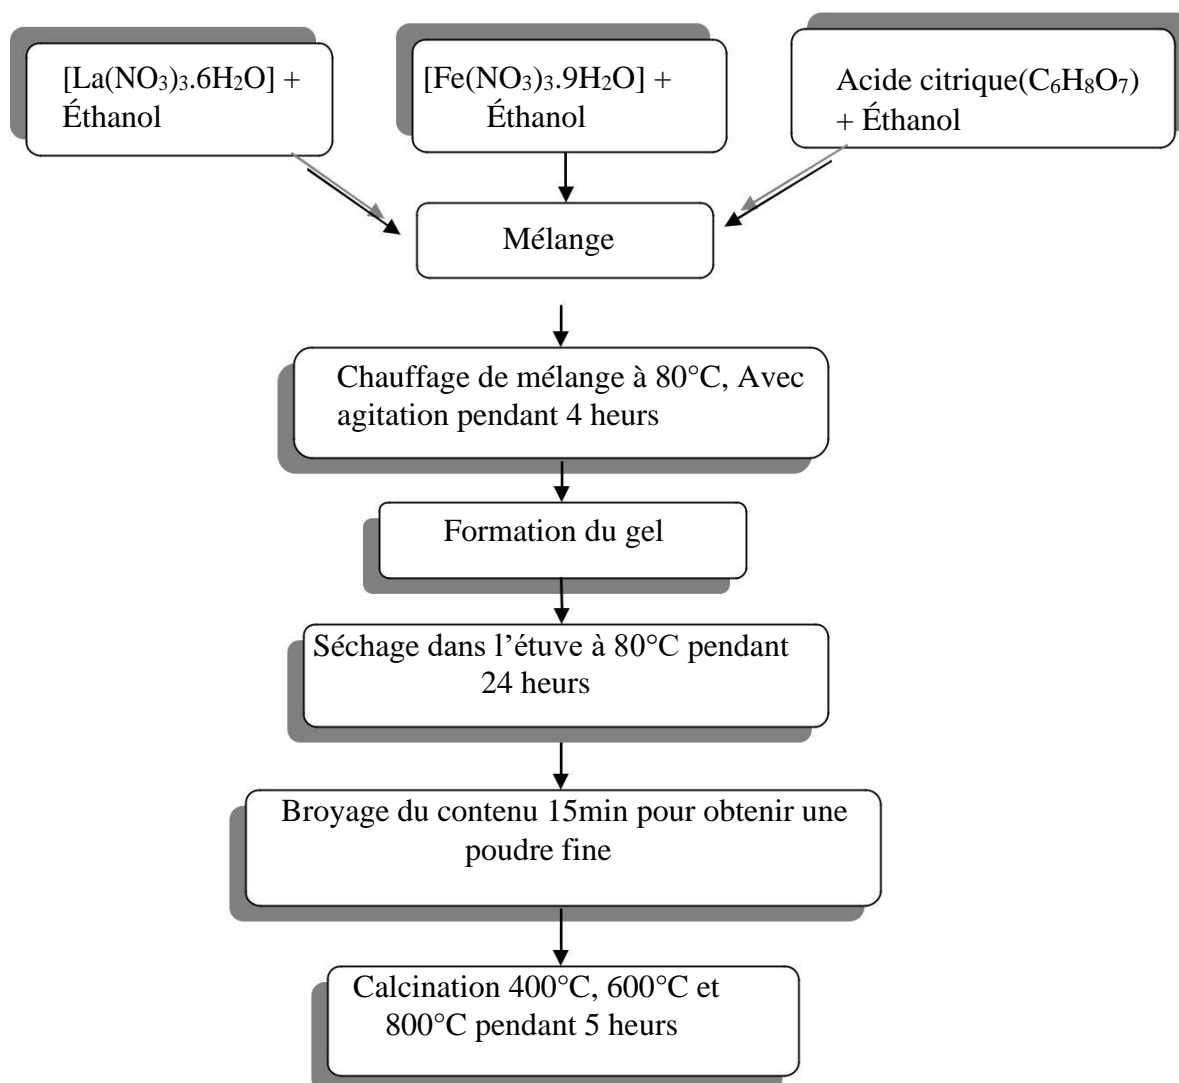 [La(NO₃)₃.6H₂O] +
Éthanol
[Fe(NO₃)₃.9H₂O] +
Éthanol
Acide citrique(C₆H₈O₇)
+ Éthanol
Mélange
Chauffage de mélange à 80°C, Avec
agitation pendant 4 heurs
Formation du gel
Séchage dans l’étuve à 80°C pendant
24 heurs
Broyage du contenu 15min pour obtenir une
poudre fine
Calcination 400°C, 600°C et
800°C pendant 5 heurs